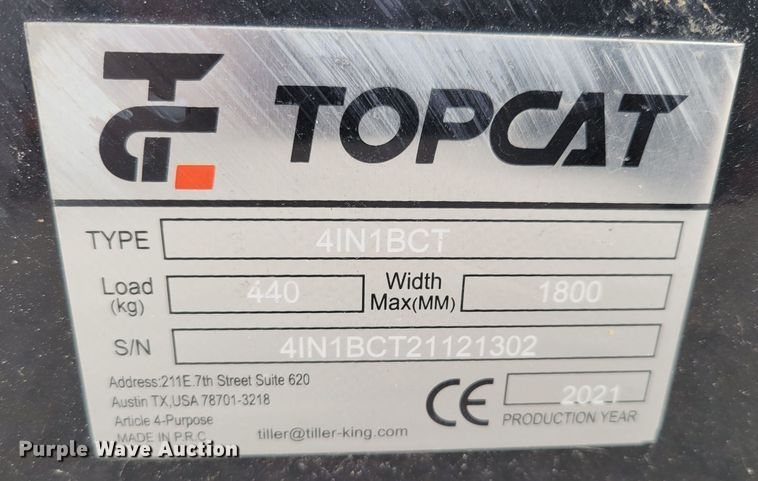 TC TOPCAT
TYPE 4IN1BCT
Load (kg) 440 Width Max(MM) 1800
S/N 4IN1BCT21121302
Address:211E.7th Street Suite 620
Austin TX,USA 78701-3218
Article 4-Purpose
MADE IN P.R.C
tiller@tiller-king.com
CE 2021
PRODUCTION YEAR
Purple Wave Auction